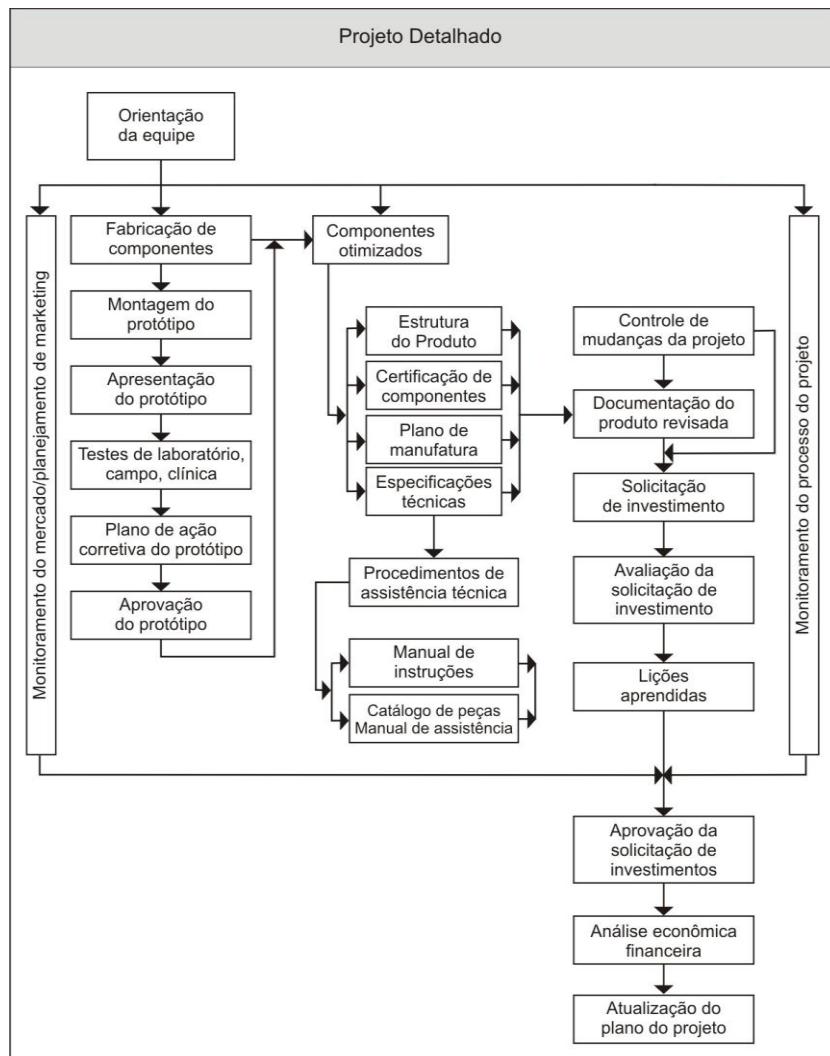 Projeto Detalhado
Orientação
da equipe
Monitoramento do mercado/planejamento de marketing
Fabricação de
componentes
Montagem do
protótipo
Apresentação
do protótipo
Testes de laboratório,
campo, clínica
Plano de ação
corretiva do protótipo
Aprovação
do protótipo
Componentes
otimizados
Estrutura
do Produto
Certificação de
componentes
Plano de
manufatura
Especificações
técnicas
Procedimentos de
assistência técnica
Manual de
instruções
Catálogo de peças
Manual de assistência
Controle de
mudanças da projeto
Documentação do
produto revisada
Solicitação
de investimento
Avaliação da
solicitação de
investimento
Lições
aprendidas
Monitoramento do processo do projeto
Aprovação da
solicitação de
investimentos
Análise econômica
financeira
Atualização do
plano do projeto